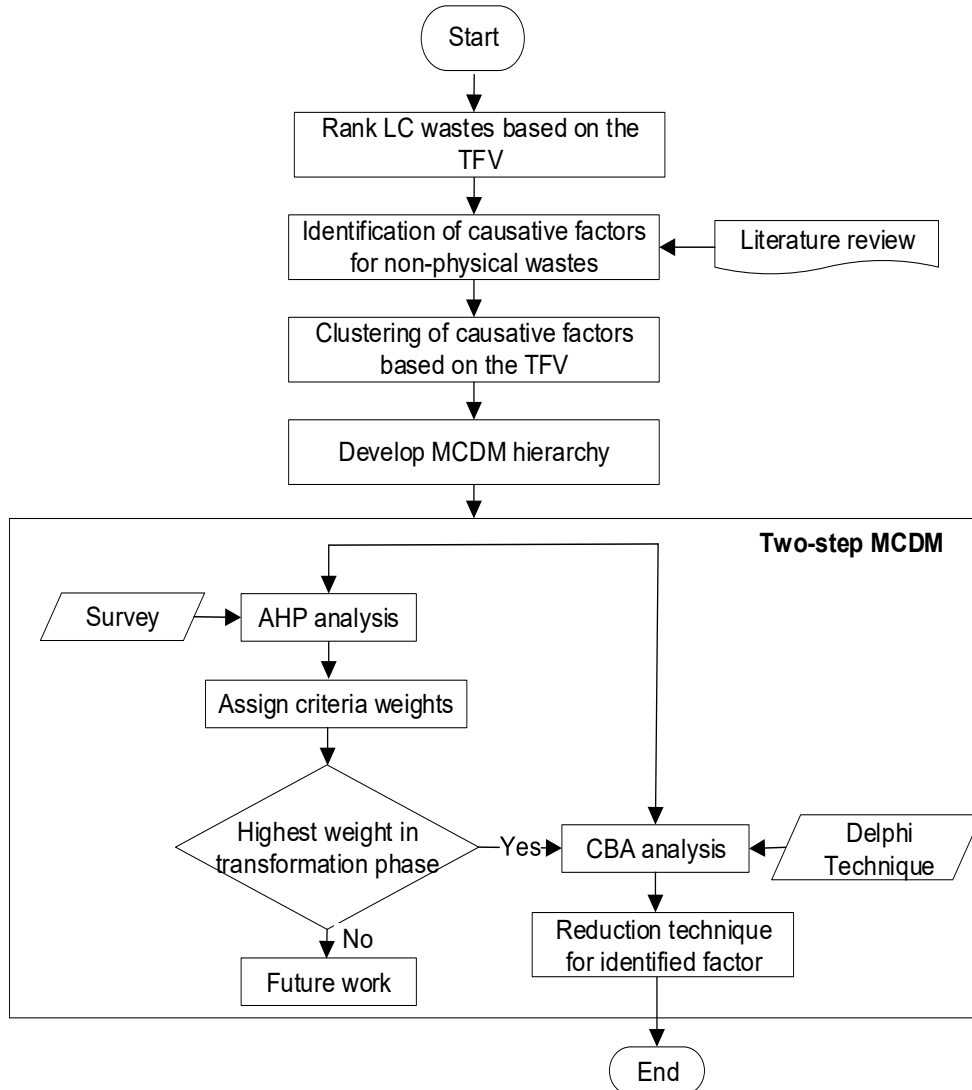 Start
Rank LC wastes based on the
TFV
Identification of causative factors
for non-physical wastes
Literature review
Clustering of causative factors
based on the TFV
Develop MCDM hierarchy
Two-step MCDM
Survey
AHP analysis
Assign criteria weights
Highest weight in
transformation phase
Yes
CBA analysis
Delphi
Technique
No
Future work
Reduction technique
for identified factor
End